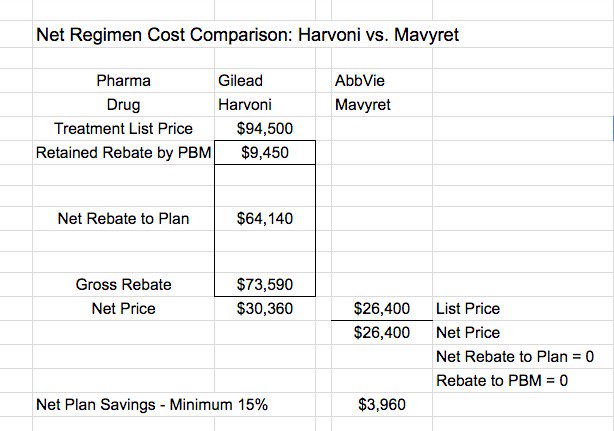 Net Regimen Cost Comparison: Harvoni vs. Mavyret
Pharma Gilead AbbVie
Drug Harvoni Mavyret
Treatment List Price $94,500
Retained Rebate by PBM $9,450
Net Rebate to Plan $64,140
Gross Rebate $73,590
Net Price $30,360 $26,400 List Price
$26,400 Net Price
Net Rebate to Plan = 0
Rebate to PBM = 0
Net Plan Savings - Minimum 15% $3,960